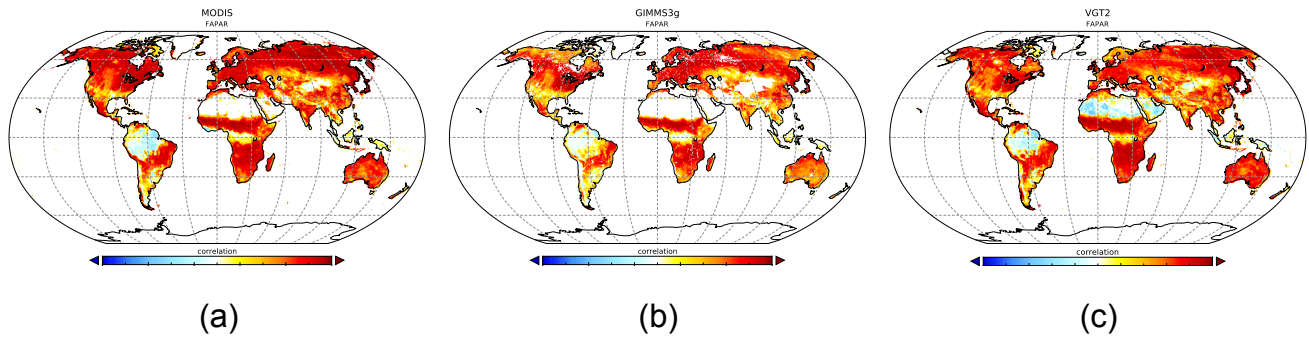 MODIS
FAPAR
correlation
(a)
GIMMS3g
FAPAR
correlation
(b)
VGT2
FAPAR
correlation
(c)